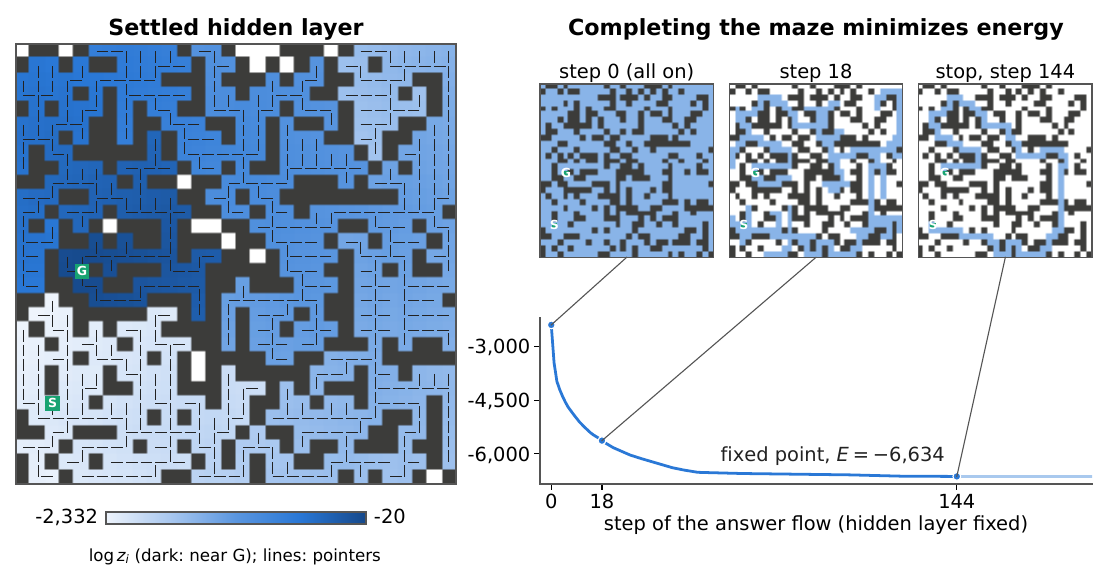 Settled hidden layer
G
S
-2,332
-20
log z_i (dark: near G); lines: pointers
Completing the maze minimizes energy
step 0 (all on)
step 18
stop, step 144
G
S
G
S
G
S
-3,000
-4,500
-6,000
fixed point, E = −6,634
0
18
144
step of the answer flow (hidden layer fixed)